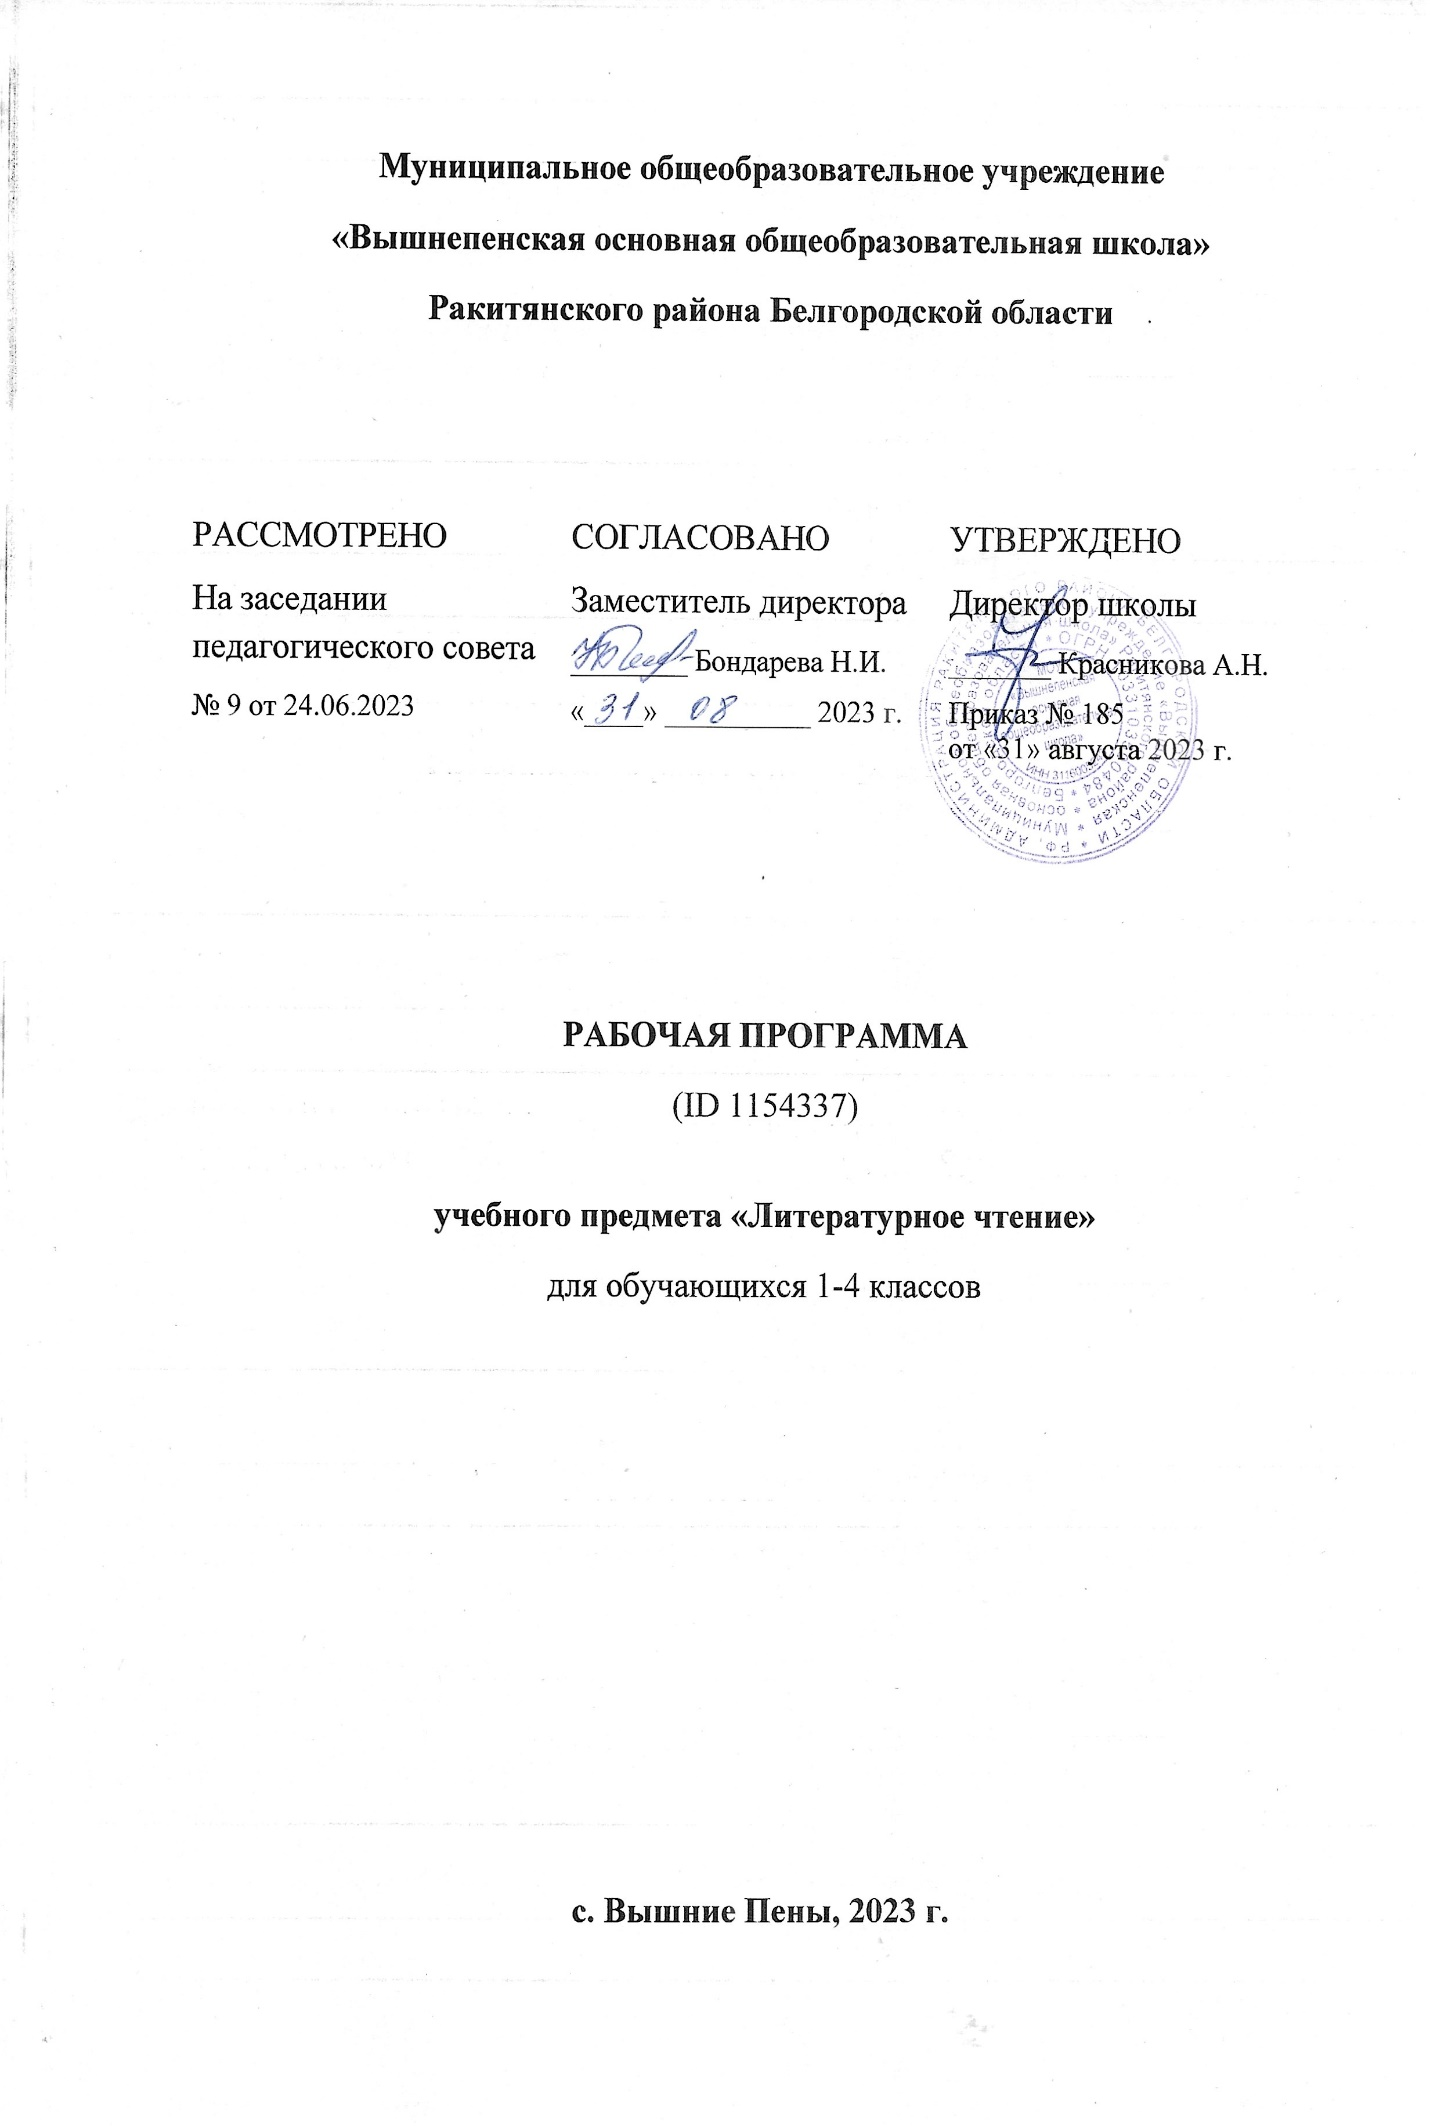 Муниципальное общеобразовательное учреждение
«Вышнепенская основная общеобразовательная школа»
Ракитянского района Белгородской области
РАССМОТРЕНО
На заседании
педагогического совета
№ 9 от 24.06.2023
СОГЛАСОВАНО
Заместитель директора
Бондарева Н.И.
«31» 08 2023 г.
УТВЕРЖДЕНО
Директор школы
Красникова А.Н.
Приказ № 185
от «31» августа 2023 г.
РАБОЧАЯ ПРОГРАММА
(ID 1154337)
учебного предмета «Литературное чтение»
для обучающихся 1-4 классов
с. Вышние Пены, 2023 г.